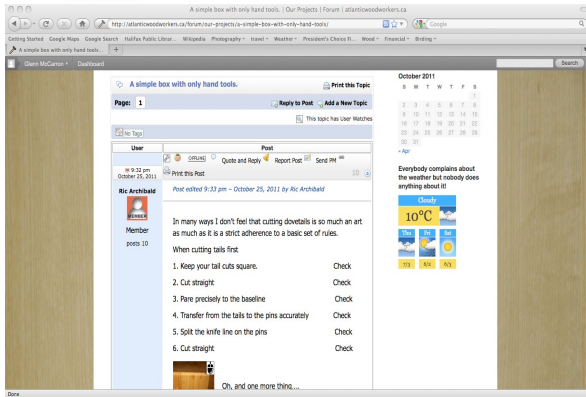 A simple box with only hand tools. | Our Projects | Forum | atlanticwoodworkers.ca
http://atlanticwoodworkers.ca/forum/our-projects/a-simple-box-with-only-hand-tools/
Google
Getting Started Google Maps Google Search Halifax Public Librar... Wikipedia Photography travel Weather President's Choice Fi... Wood Financial Birding
A simple box with only hand tools...
Glenn McCarron Dashboard Search
A simple box with only hand tools.
Print this Topic
Page: 1
Reply to Post Add a New Topic
This topic has User Watches
No Tags
User Post
OFFLINE Quote and Reply Report Post Send PM
9:32 pm
October 25, 2011
Print this Post 10
Ric Archibald
MEMBER
Member
posts 10
Post edited 9:33 pm – October 25, 2011 by Ric Archibald
In many ways I don't feel that cutting dovetails is so much an art
as much as it is a strict adherence to a basic set of rules.
When cutting tails first
1. Keep your tail cuts square. Check
2. Cut straight Check
3. Pare precisely to the baseline Check
4. Transfer from the tails to the pins accurately Check
5. Split the knife line on the pins Check
6. Cut straight Check
Oh, and one more thing....
October 2011
S M T W T F S
1
2 3 4 5 6 7 8
9 10 11 12 13 14 15
16 17 18 19 20 21 22
23 24 25 26 27 28 29
30 31
« Apr
Everybody complains about
the weather but nobody does
anything about it!
Cloudy
10°C
Thu Fri Sat
7/3 6/2 6/3
Done